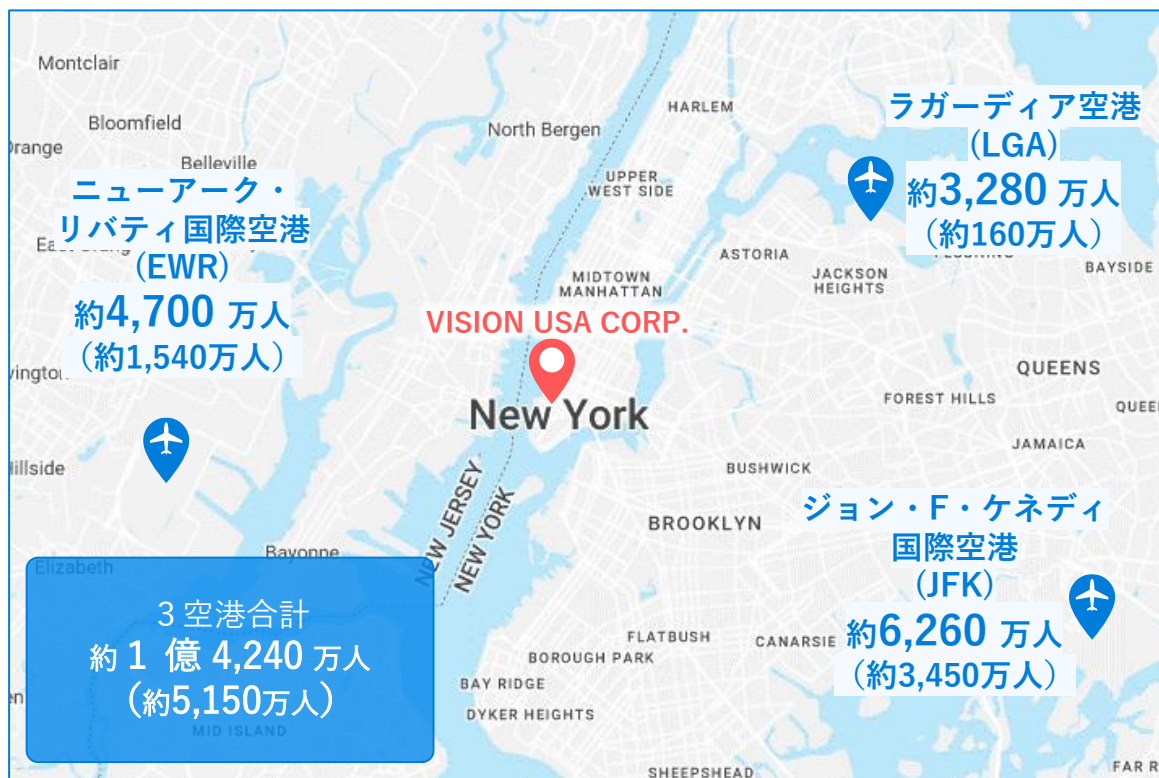 Montclair
Bloomfield
Orange
Belleville
North Bergen
HARLEM
UPPER
WEST SIDE
ラガーディア空港
(LGA)
約3,280 万人
（約160万人）
ニューアーク・
リバティ国際空港
(EWR)
約4,700 万人
（約1,540万人）
ASTORIA
JACKSON
HEIGHTS
BAYSIDE
MIDTOWN
MANHATTAN
VISION USA CORP.
New York
QUEENS
FOREST HILLS
JAMAICA
Hillside
BUSHWICK
BROOKLYN
NEW JERSEY
NEW YORK
ジョン・F・ケネディ
国際空港
(JFK)
約6,260 万人
（約3,450万人）
Bayonne
Elizabeth
3 空港合計
約 1 億 4,240 万人
（約5,150万人）
MID ISLAND
FLATBUSH
CANARSIE
BOROUGH PARK
BAY RIDGE
DYKER HEIGHTS
SHEEPSHEAD
FAR R